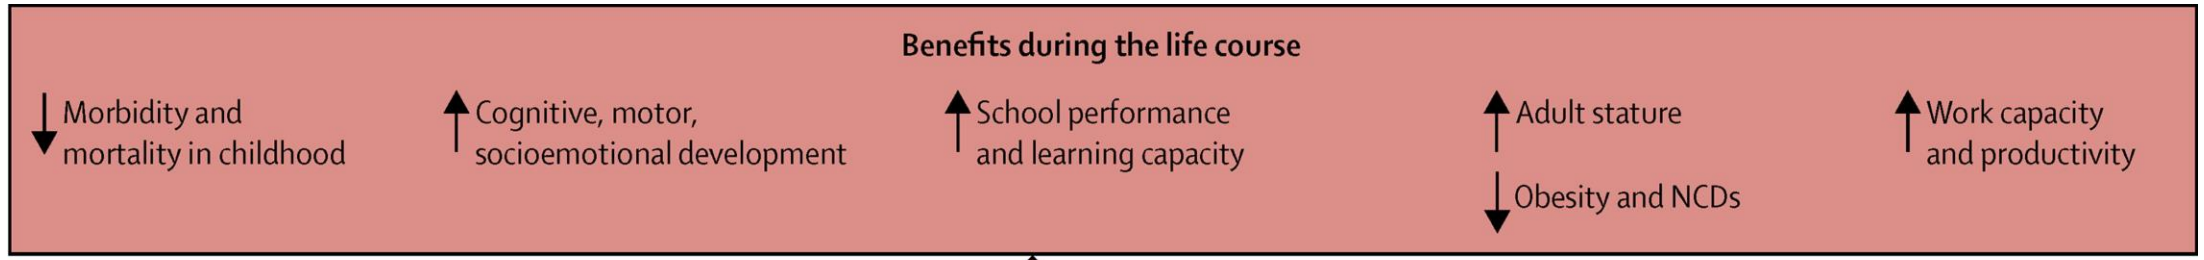 Benefits during the life course
Morbidity and
mortality in childhood
Cognitive, motor,
socioemotional development
School performance
and learning capacity
Adult stature
Obesity and NCDs
Work capacity
and productivity